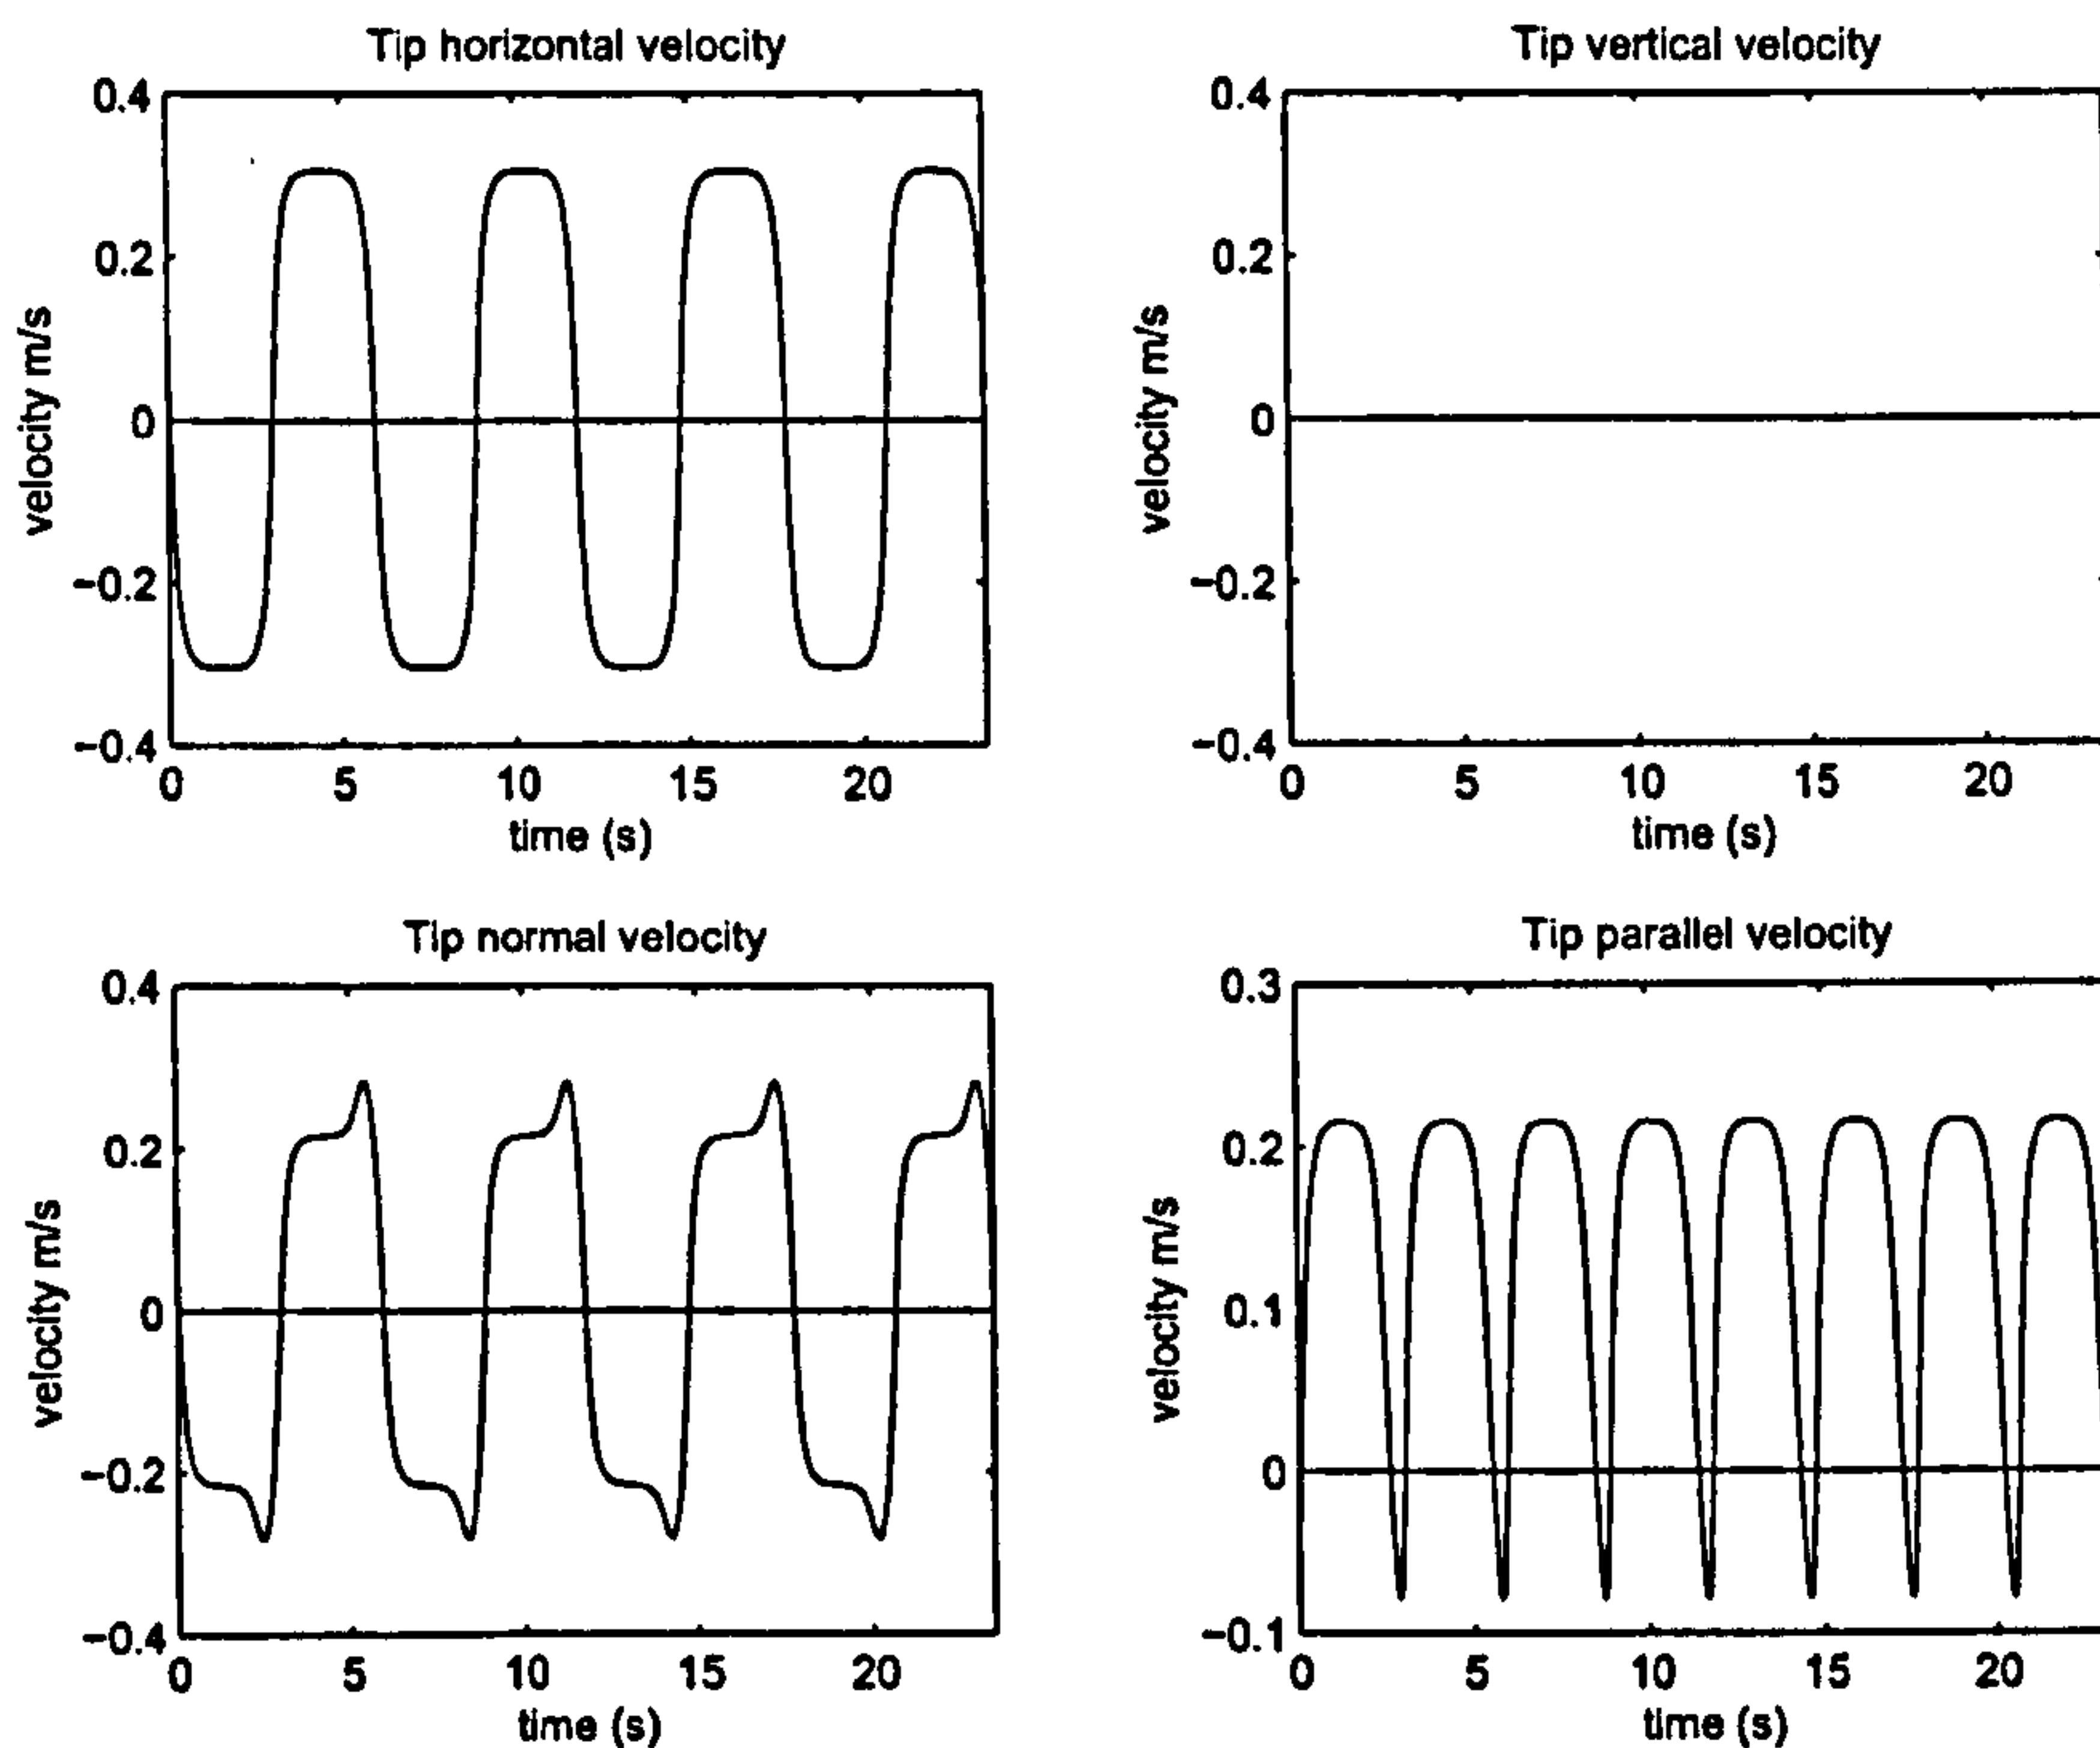 Tip horizontal velocity
0.4
0.2
0
−0.2
−0.4
velocity m/s
0 5 10 15 20
time (s)
Tip vertical velocity
0.4
0.2
0
−0.2
−0.4
velocity m/s
0 5 10 15 20
time (s)
Tip normal velocity
0.4
0.2
0
−0.2
−0.4
velocity m/s
0 5 10 15 20
time (s)
Tip parallel velocity
0.3
0.2
0.1
0
−0.1
velocity m/s
0 5 10 15 20
time (s)